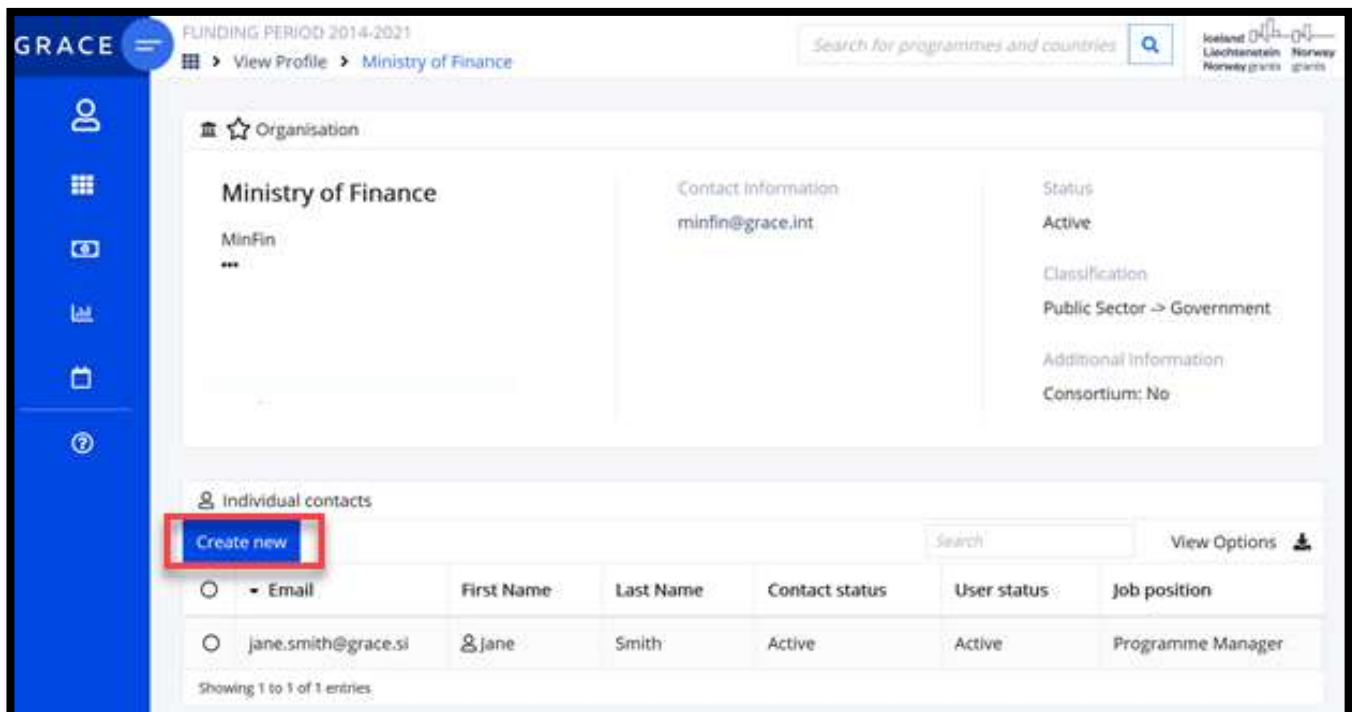 GRACE
FUNDING PERIOD 2014-2021
View Profile > Ministry of Finance
Search for programmes and countries
Iceland
Liechtenstein Norway
Norway grants grants
Organisation
Ministry of Finance
MinFin
•••
Contact Information
minfin@grace.int
Status
Active
Classification
Public Sector -> Government
Additional Information
Consortium: No
Individual contacts
Create new
Search
View Options
Email First Name Last Name Contact status User status Job position
jane.smith@grace.si Jane Smith Active Active Programme Manager
Showing 1 to 1 of 1 entries